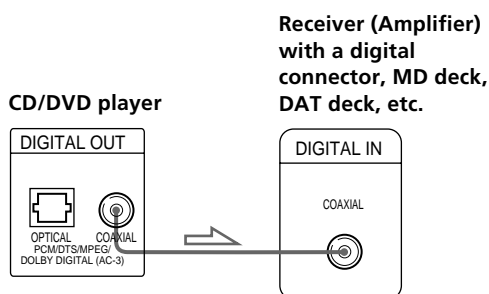 Receiver (Amplifier)
with a digital
connector, MD deck,
DAT deck, etc.
CD/DVD player
DIGITAL OUT
OPTICAL COAXIAL
PCM/DTS/MPEG/
DOLBY DIGITAL (AC-3)
DIGITAL IN
COAXIAL